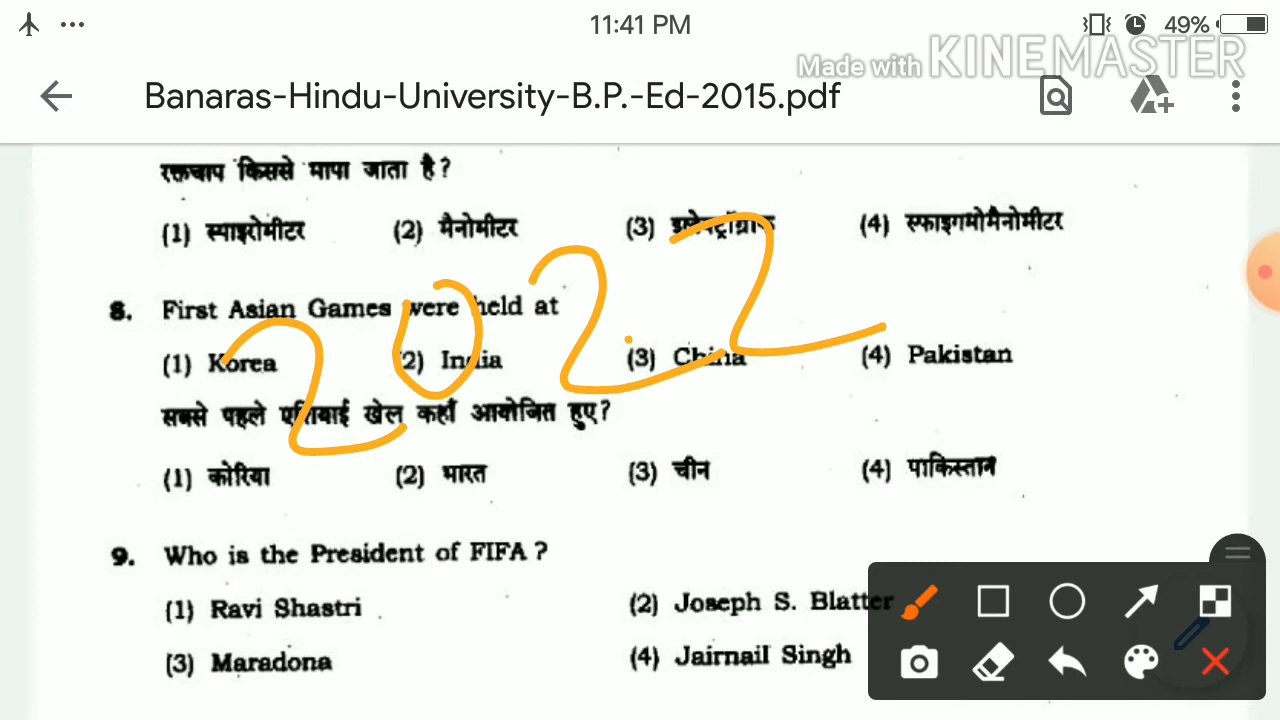 11:41 PM
49%
Made with KINEMASTER
Banaras-Hindu-University-B.P.-Ed-2015.pdf
रक्तचाप किससे मापा जाता है?
(1) स्पाइरोमीटर (2) मैनोमीटर (3) (4) स्फाइगमोमैनोमीटर
8. First Asian Games were held at
(1) Korea (2) India (3) China (4) Pakistan
2022
सबसे पहले एशियाई खेल कहाँ आयोजित हुए?
(1) कोरिया (2) भारत (3) चीन (4) पाकिस्तान
9. Who is the President of FIFA ?
(1) Ravi Shastri (2) Joseph S. Blatter
(3) Maradona (4) Jairnail Singh